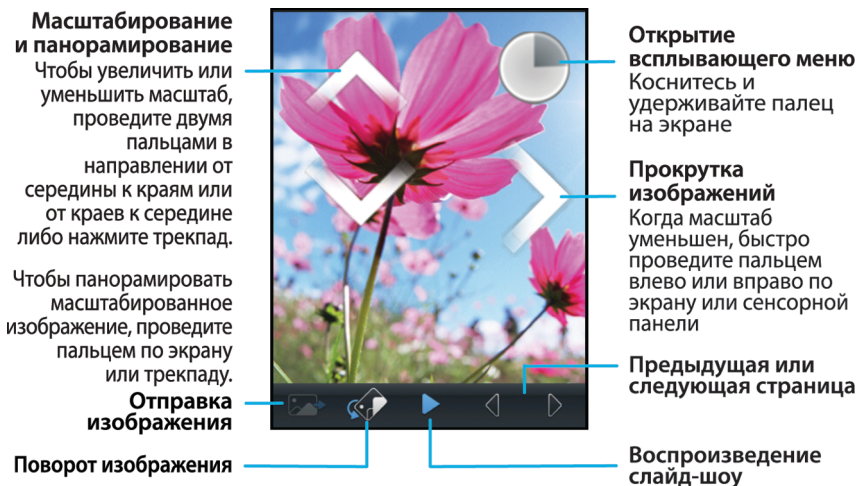 Масштабирование
и панорамирование
Чтобы увеличить или
уменьшить масштаб,
проведите двумя
пальцами в
направлении от
середины к краям или
от краев к середине
либо нажмите трекпад.
Чтобы панорамировать
масштабированное
изображение, проведите
пальцем по экрану
или трекпаду.
Отправка
изображения
Поворот изображения
Открытие
всплывающего меню
Коснитесь и
удерживайте палец
на экране
Прокрутка
изображений
Когда масштаб
уменьшен, быстро
проведите пальцем
влево или вправо по
экрану или сенсорной
панели
Предыдущая или
следующая страница
Воспроизведение
слайд-шоу